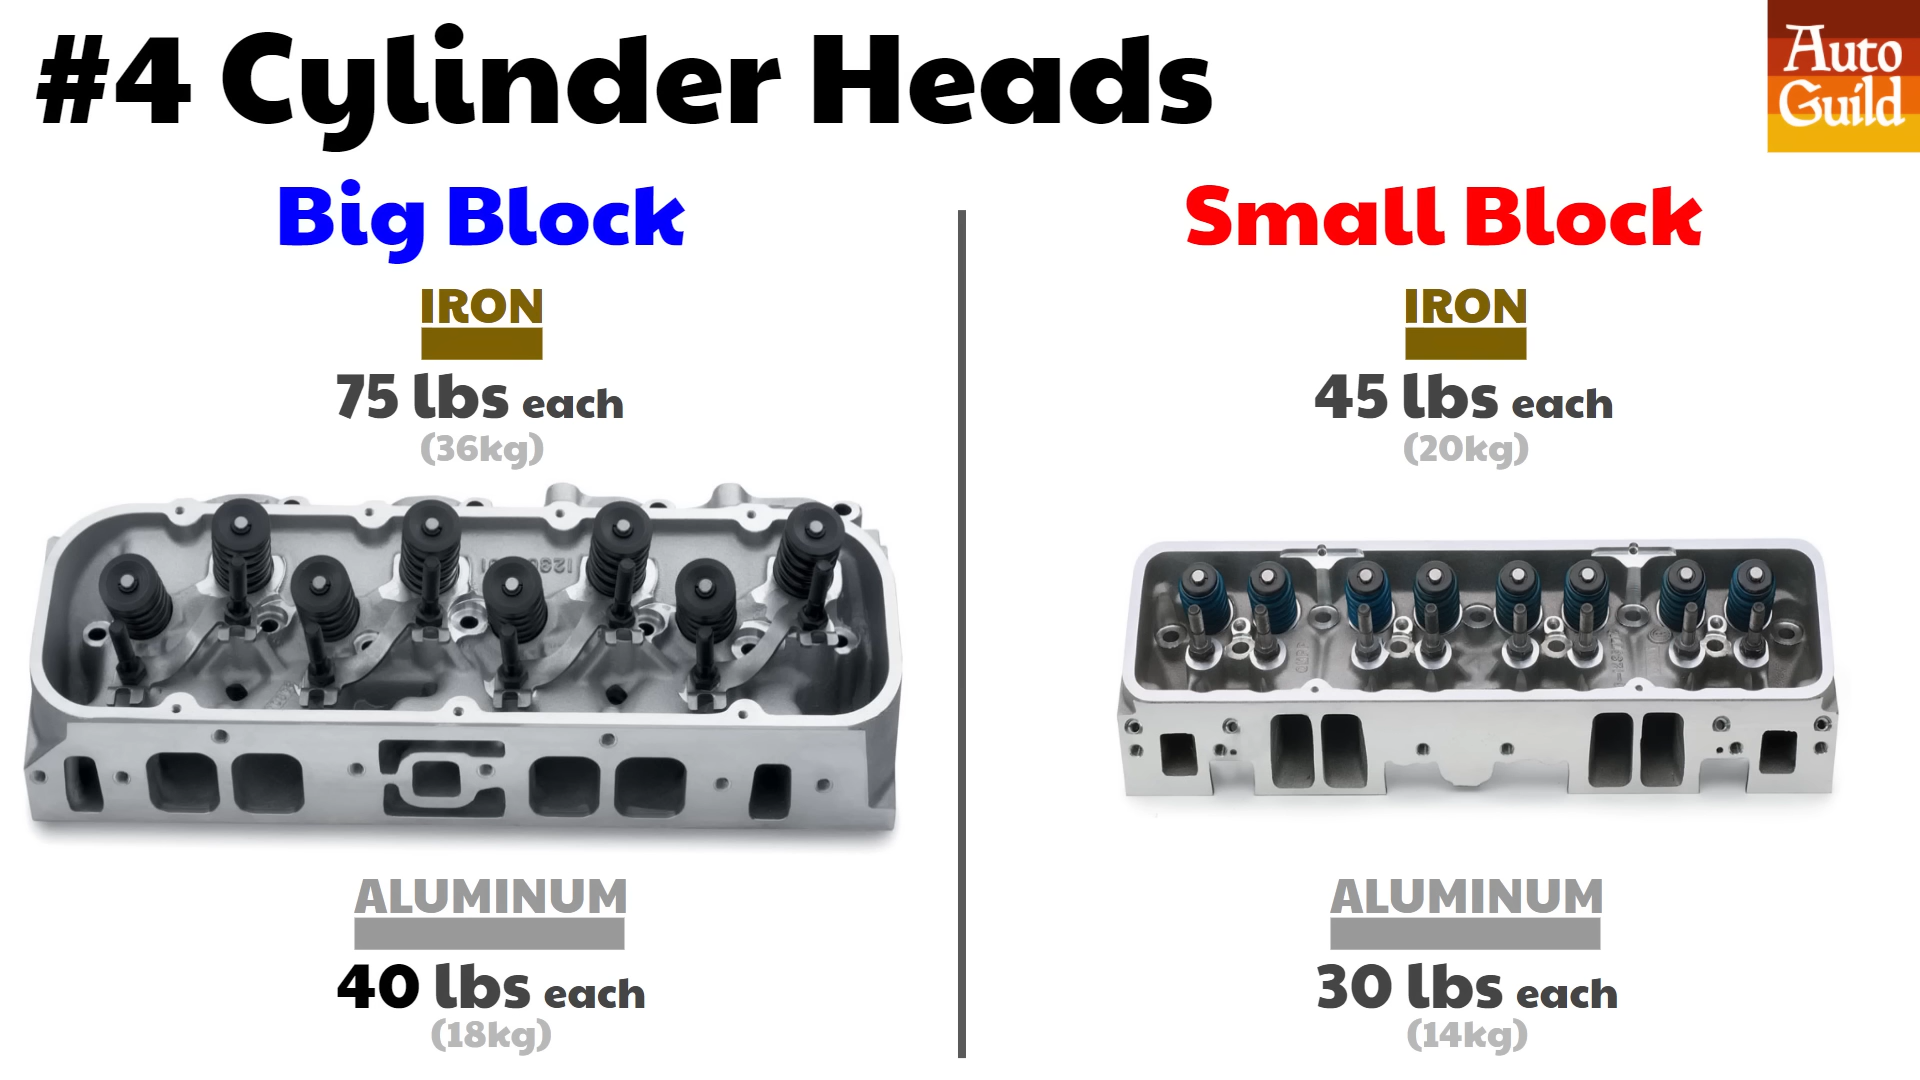 #4 Cylinder Heads
Auto
Guild
Big Block
IRON
75 lbs each
(36kg)
ALUMINUM
40 lbs each
(18kg)
Small Block
IRON
45 lbs each
(20kg)
ALUMINUM
30 lbs each
(14kg)